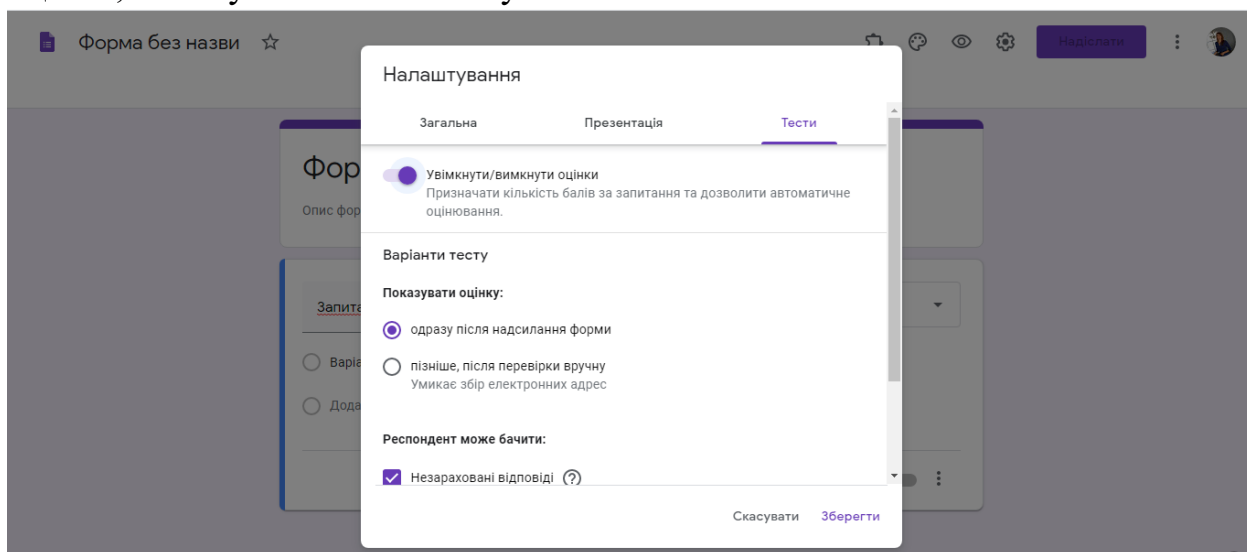 Форма без назви
Надіслати
Налаштування
Загальна
Презентація
Тести
Фор
Увімкнути/вимкнути оцінки
Призначати кількість балів за запитання та дозволити автоматичне
Опис фор
оцінювання.
Варіанти тесту
Показувати оцінку:
Запита
одразу після надсилання форми
Варіа
пізніше, після перевірки вручну
Умикає збір електронних адрес
Дода
Респондент може бачити:
Незараховані відповіді
Скасувати Зберегти